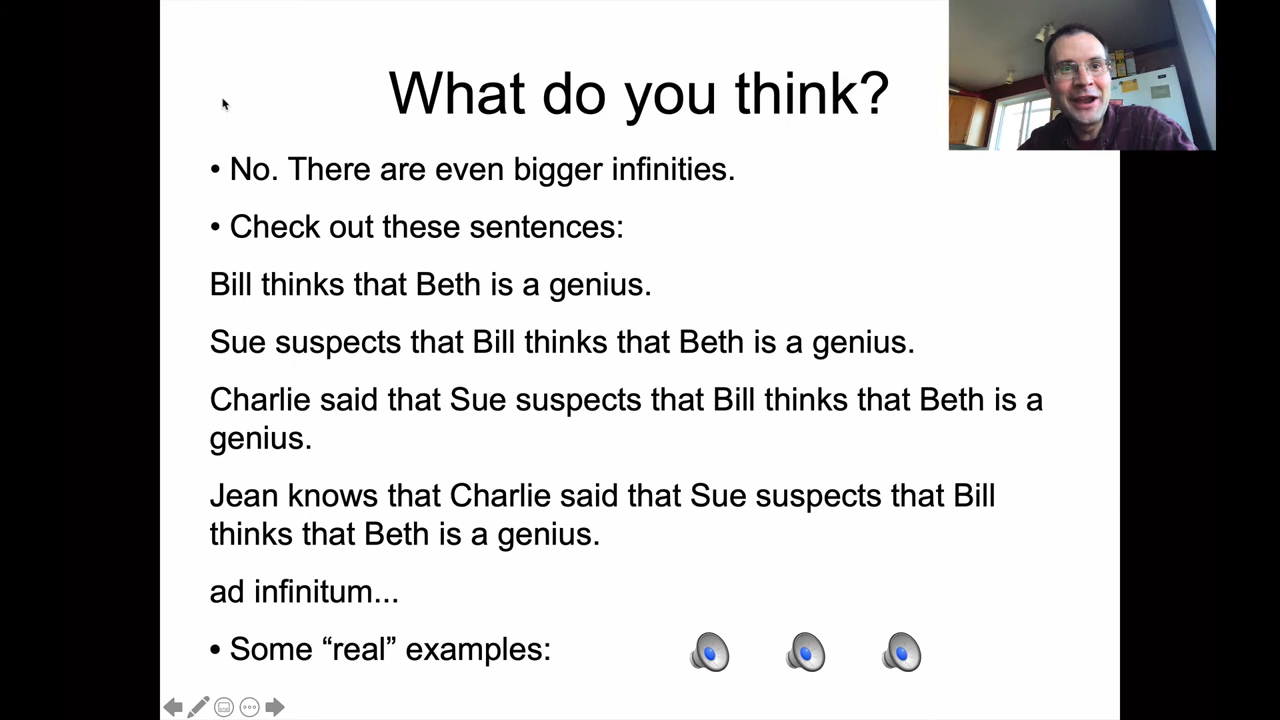 What do you think?
• No. There are even bigger infinities.
• Check out these sentences:
Bill thinks that Beth is a genius.
Sue suspects that Bill thinks that Beth is a genius.
Charlie said that Sue suspects that Bill thinks that Beth is a
genius.
Jean knows that Charlie said that Sue suspects that Bill
thinks that Beth is a genius.
ad infinitum...
• Some “real” examples: